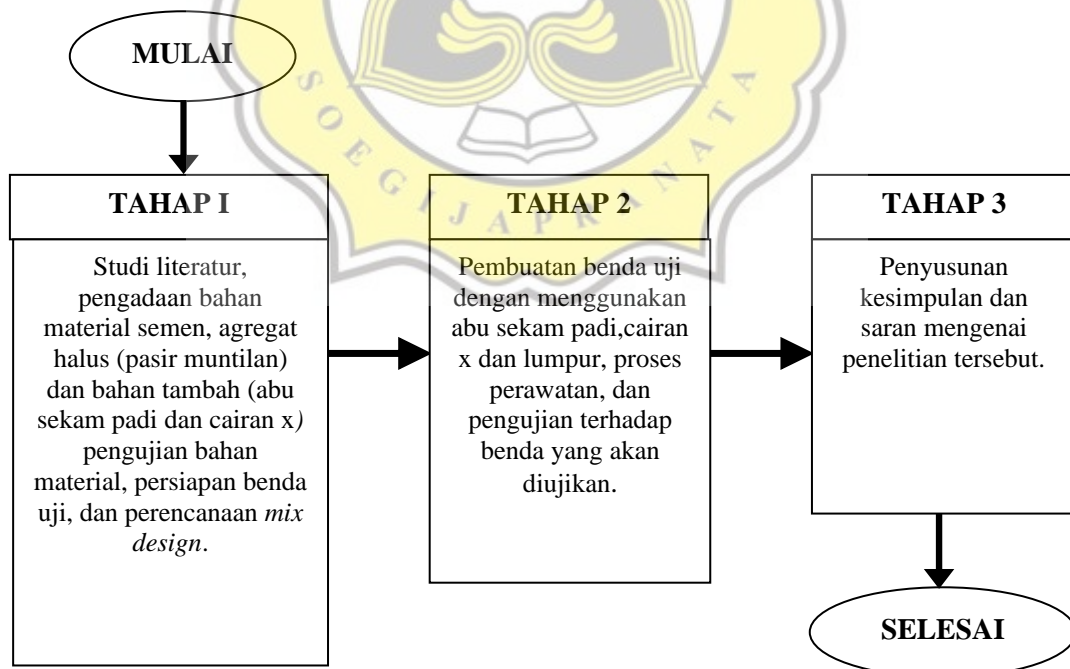 MULAI
SOEGIJAPRANATA
TAHAP I
Studi literatur,
pengadaan bahan
material semen, agregat
halus (pasir muntilan)
dan bahan tambah (abu
sekam padi dan cairan x)
pengujian bahan
material, persiapan benda
uji, dan perencanaan mix
design.
TAHAP 2
Pembuatan benda uji
dengan menggunakan
abu sekam padi,cairan
x dan lumpur, proses
perawatan, dan
pengujian terhadap
benda yang akan
diujikan.
TAHAP 3
Penyusunan
kesimpulan dan
saran mengenai
penelitian tersebut.
SELESAI